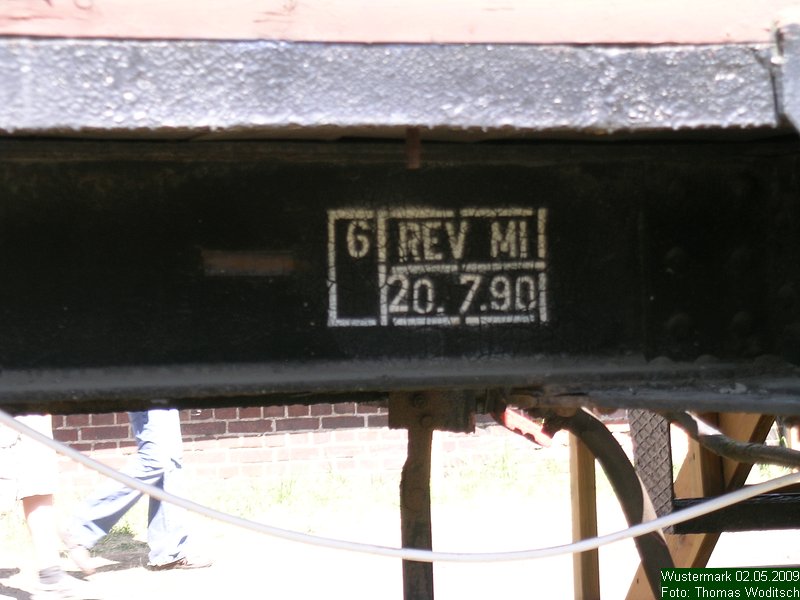 6 REV MI
20.7.90
Wustermark 02.05.2009
Foto: Thomas Woditsch